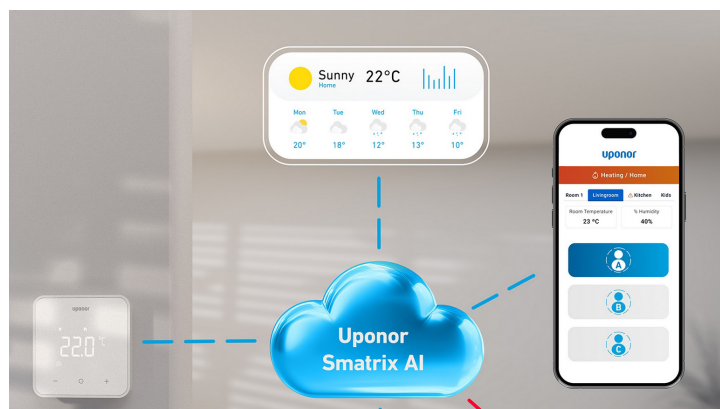 Sunny 22°C
Home
Mon Tue Wed Thu Fri
20° 18° 12° 13° 10°
uponor
Heating / Home
Room 1 Livingroom Kitchen Kids
Room Temperature % Humidity
23 °C 40%
A
B
C
uponor
22.0 °C
Uponor
Smatrix AI